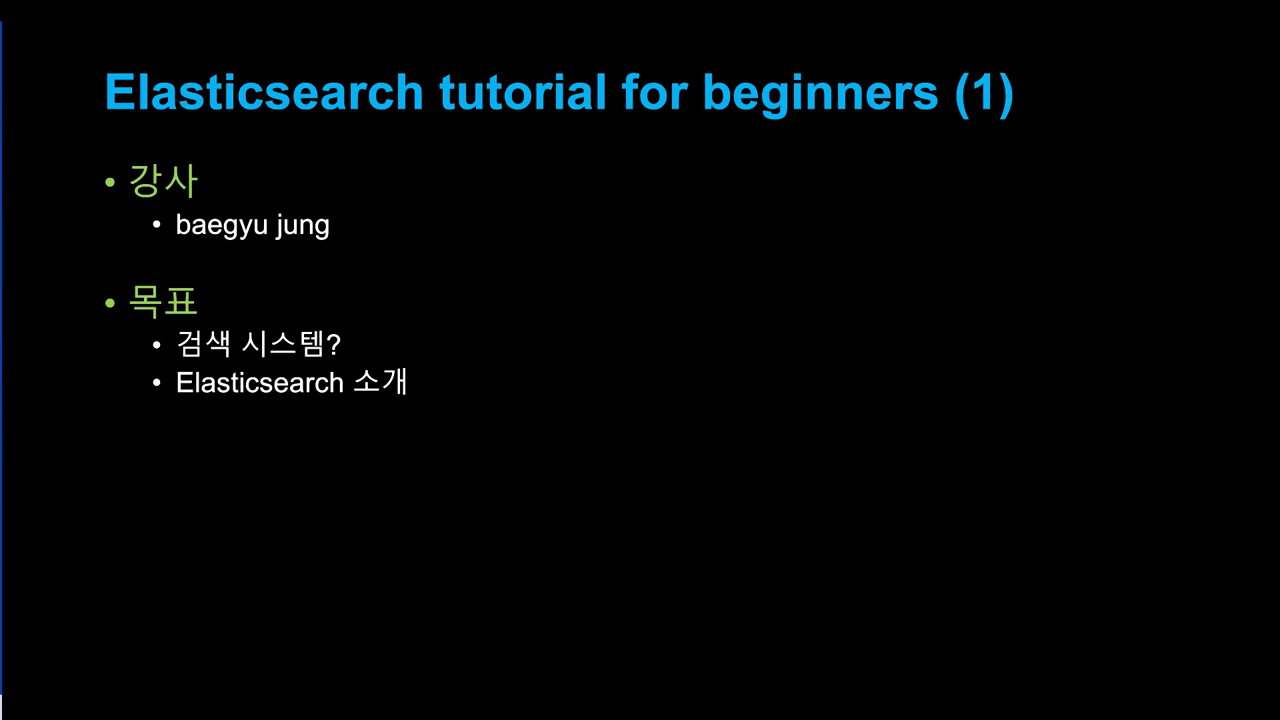 Elasticsearch tutorial for beginners (1)
• 강사
• baegyu jung
• 목표
• 검색 시스템?
• Elasticsearch 소개